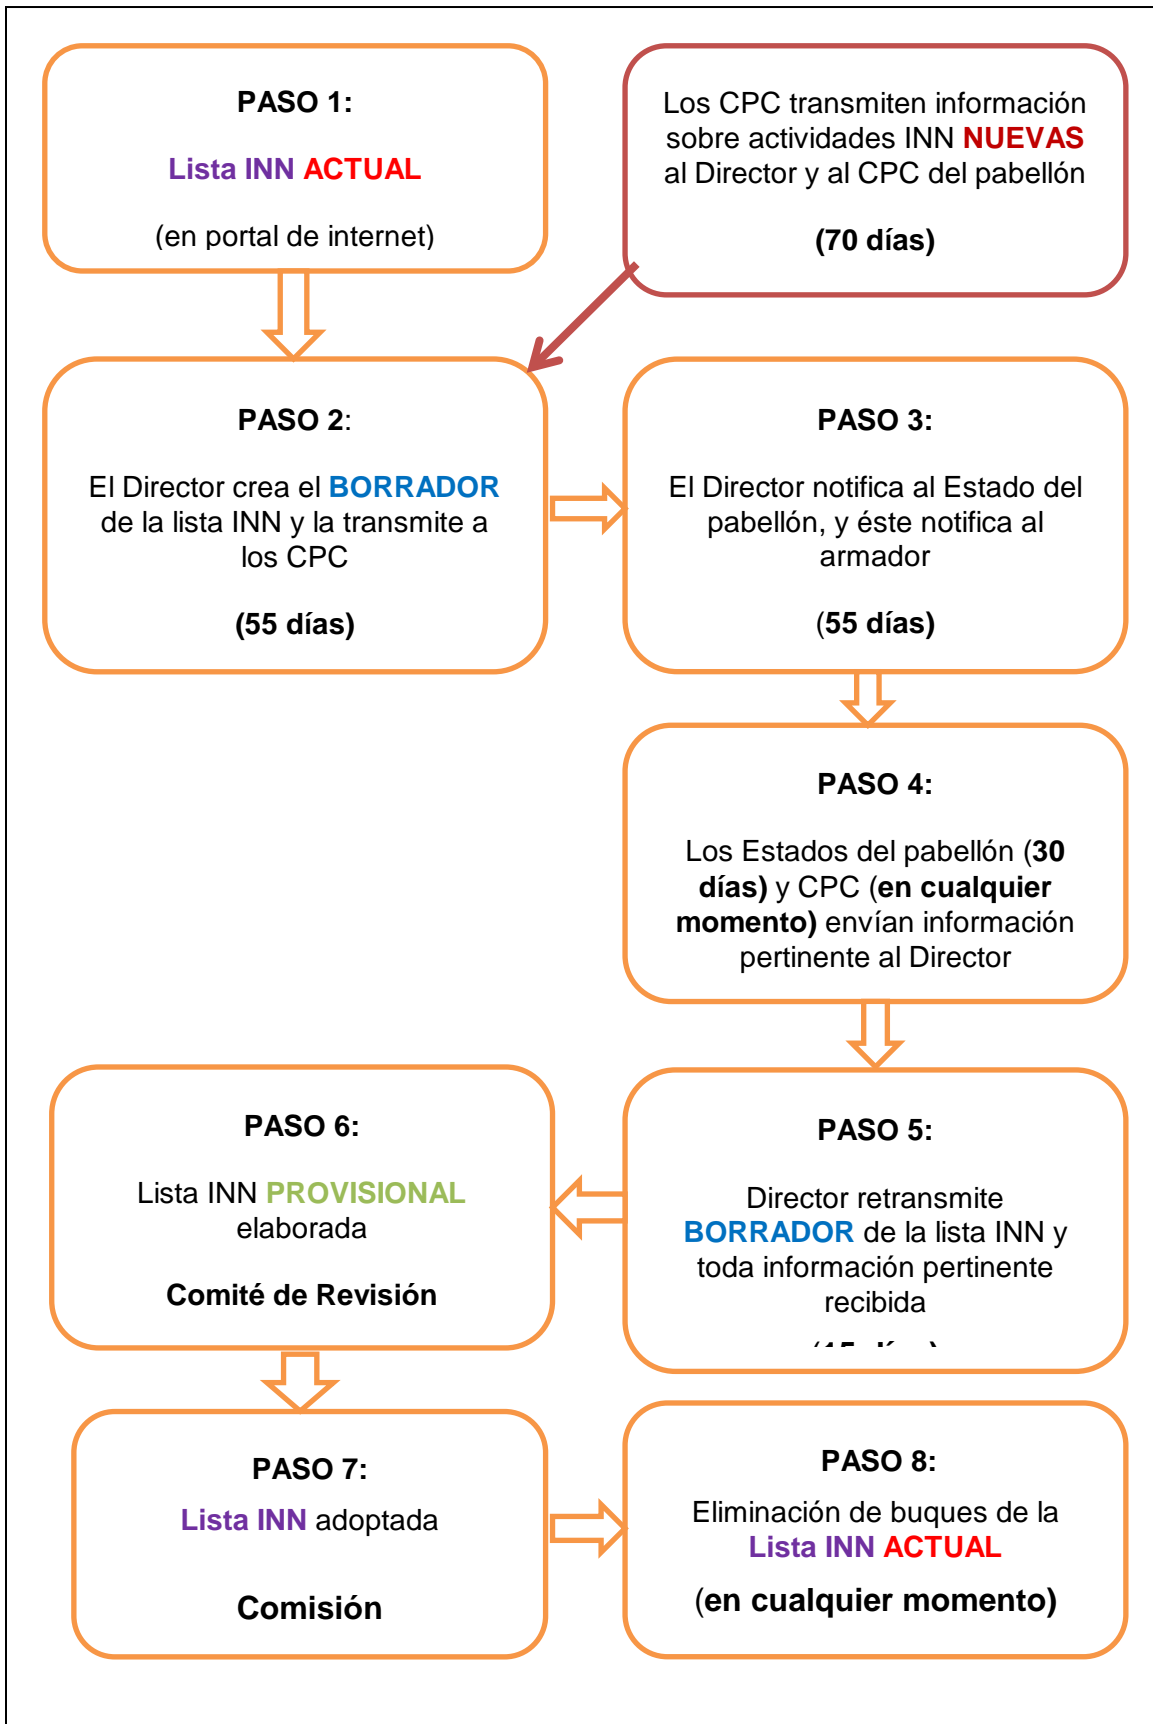 PASO 1:
Lista INN ACTUAL
(en portal de internet)
Los CPC transmiten información
sobre actividades INN NUEVAS
al Director y al CPC del pabellón
(70 días)
PASO 2:
El Director crea el BORRADOR
de la lista INN y la transmite a
los CPC
(55 días)
PASO 3:
El Director notifica al Estado del
pabellón, y éste notifica al
armador
(55 días)
PASO 4:
Los Estados del pabellón (30
días) y CPC (en cualquier
momento) envían información
pertinente al Director
PASO 5:
Director retransmite
BORRADOR de la lista INN y
toda información pertinente
recibida
(15 días)
PASO 6:
Lista INN PROVISIONAL
elaborada
Comité de Revisión
PASO 7:
Lista INN adoptada
Comisión
PASO 8:
Eliminación de buques de la
Lista INN ACTUAL
(en cualquier momento)